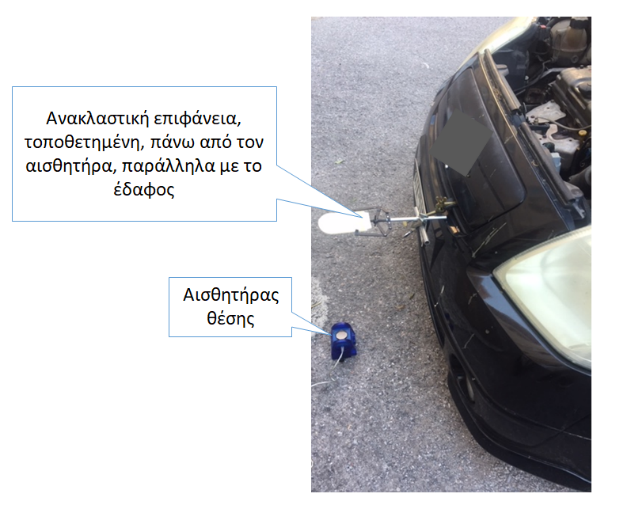 Ανακλαστική επιφάνεια,
τοποθετημένη, πάνω από τον
αισθητήρα, παράλληλα με το
έδαφος
Αισθητήρας
θέσης